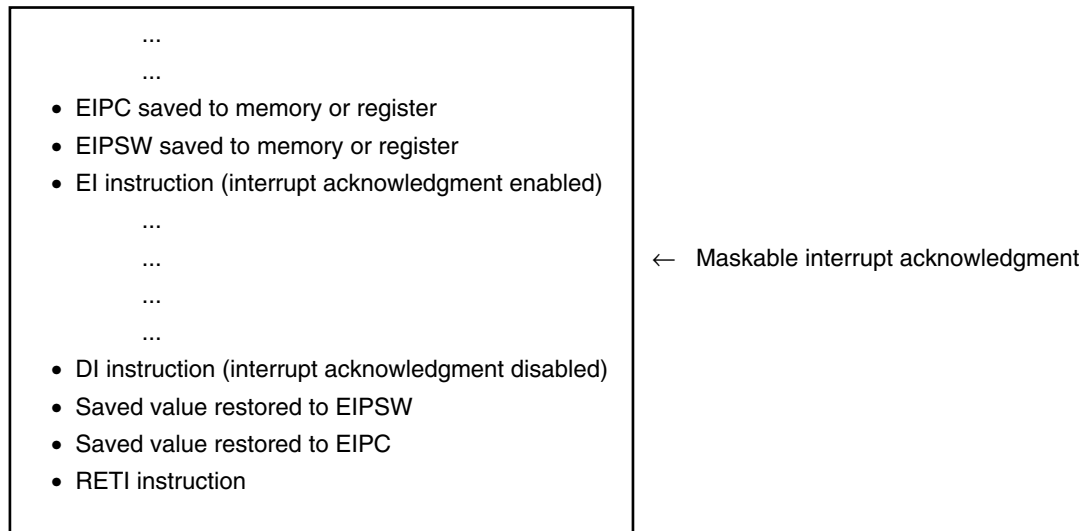 ...
...
• EIPC saved to memory or register
• EIPSW saved to memory or register
• EI instruction (interrupt acknowledgment enabled)
...
...
← Maskable interrupt acknowledgment
...
...
• DI instruction (interrupt acknowledgment disabled)
• Saved value restored to EIPSW
• Saved value restored to EIPC
• RETI instruction